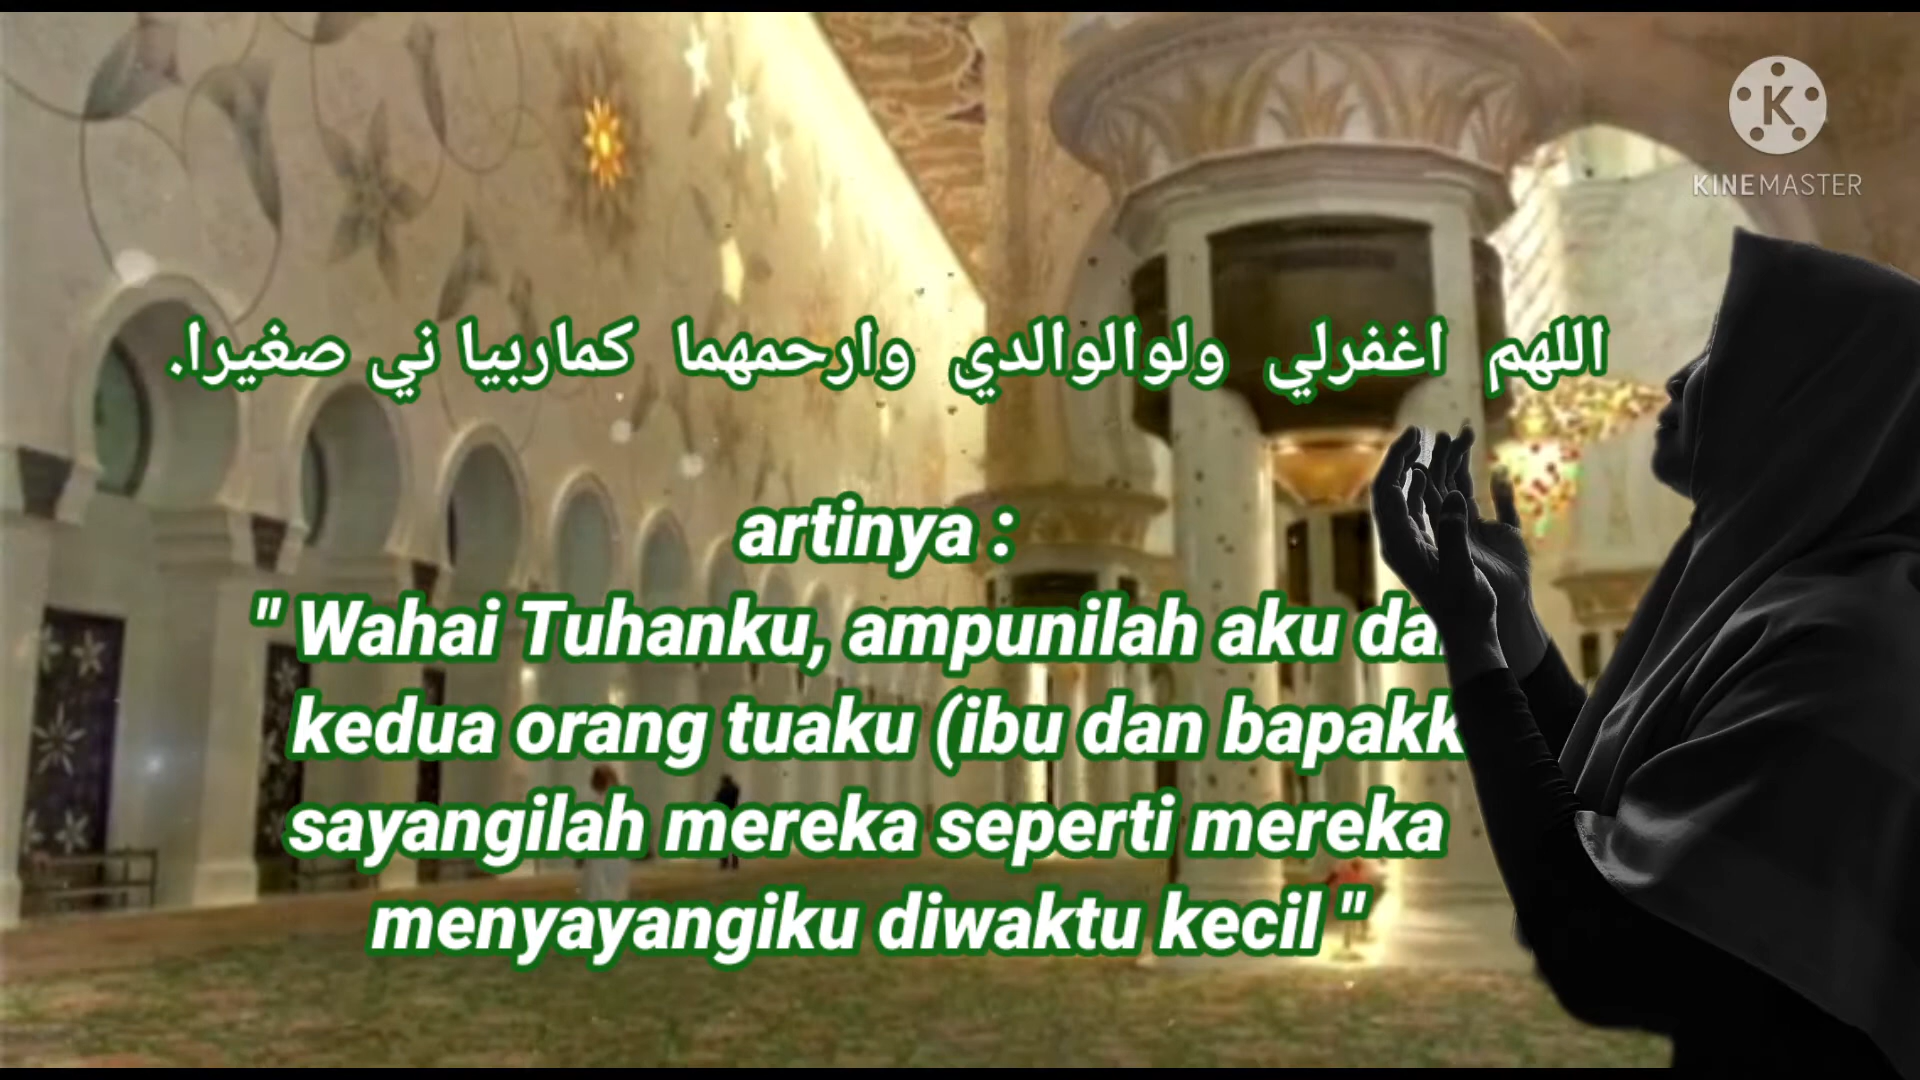 KINEMASTER
اللهم اغفرلي ولوالوالدي وارحمهما كماربيا ني صغيرا.
artinya :
" Wahai Tuhanku, ampunilah aku
kedua orang tuaku (ibu dan
sayangilah mereka seperti mereka
menyayangiku diwaktu kecil "